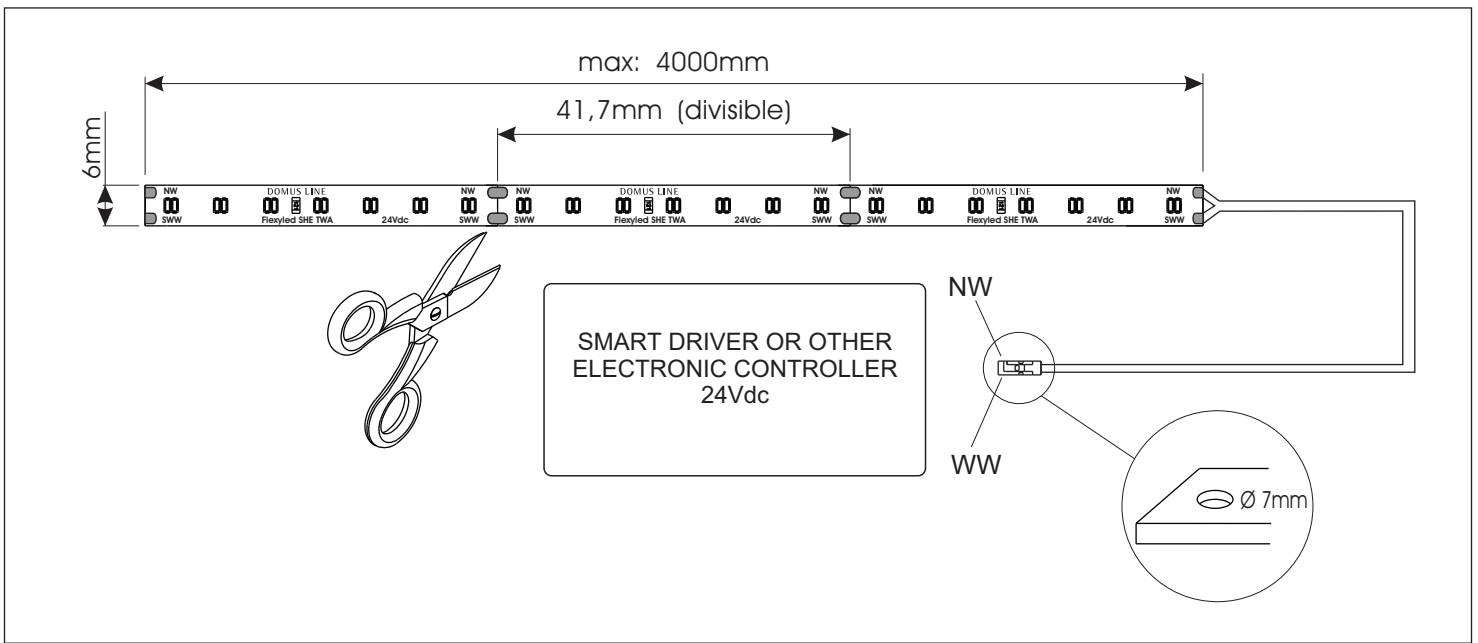 max: 4000mm
41,7mm (divisible)
6mm
NW DOMUS LINE NW NW DOMUS LINE NW NW DOMUS LINE NW
SWW Flexyled SHE TWA 24Vdc SWW SWW Flexyled SHE TWA 24Vdc SWW SWW Flexyled SHE TWA 24Vdc SWW
NW
SMART DRIVER OR OTHER
ELECTRONIC CONTROLLER
24Vdc
WW
Ø 7mm